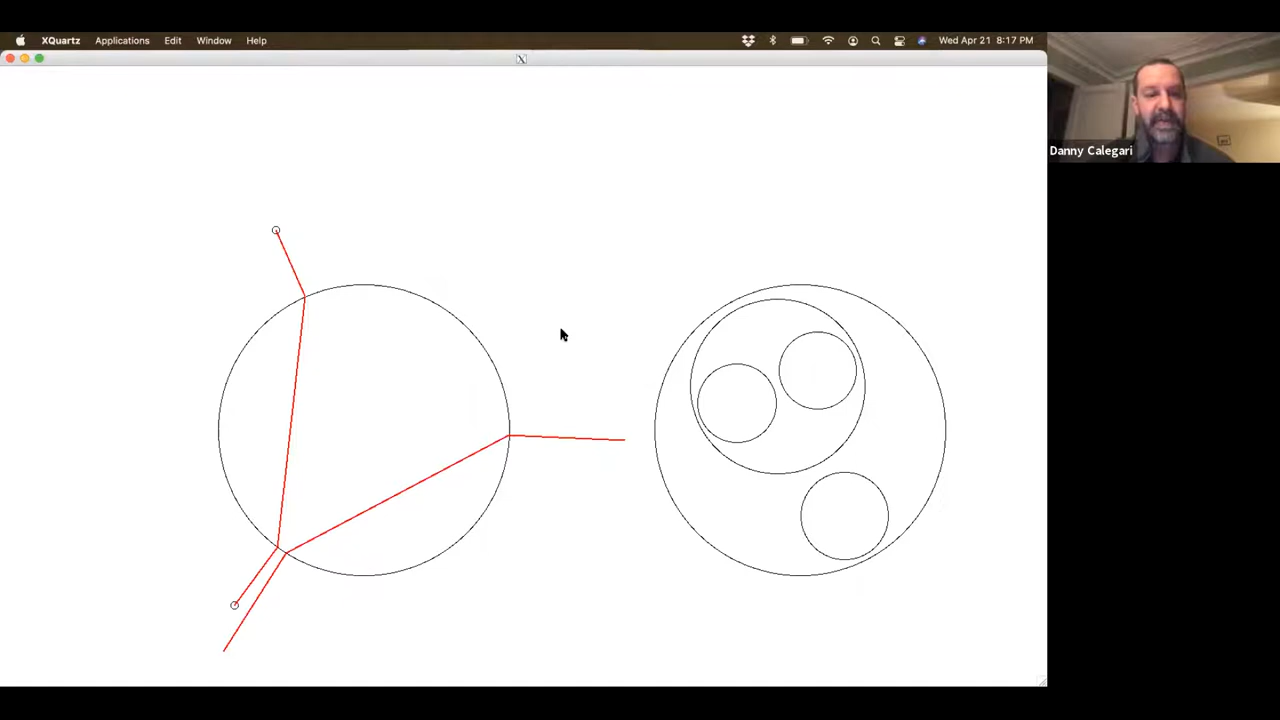 XQuartz Applications Edit Window Help Wed Apr 21 8:17 PM
X
Danny Calegari